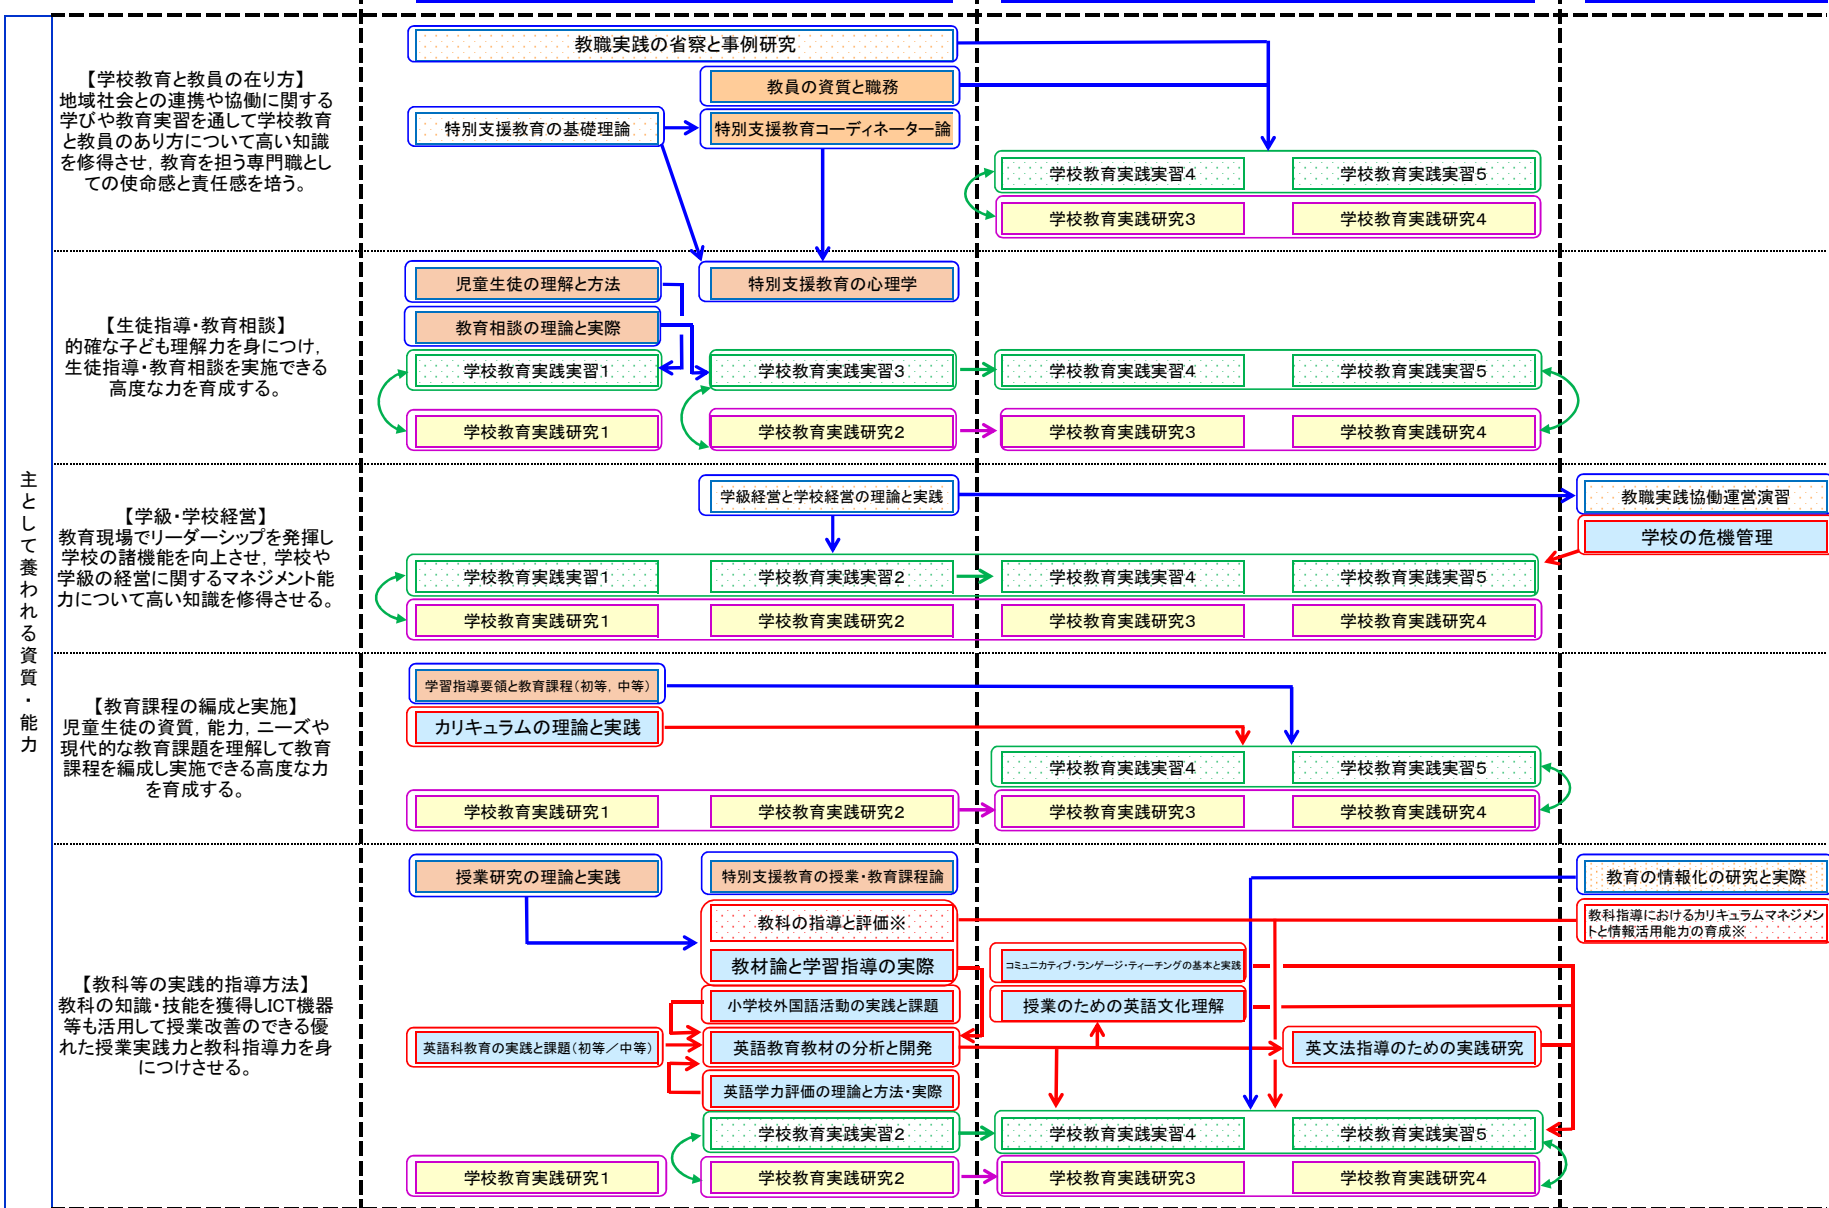 主として養われる資質・能力
【学校教育と教員の在り方】
地域社会との連携や協働に関する
学びや教育実習を通して学校教育
と教員のあり方について高い知識
を修得させ，教育を担う専門職とし
ての使命感と責任感を培う。
教職実践の省察と事例研究
教員の資質と職務
特別支援教育の基礎理論
特別支援教育コーディネーター論
学校教育実践実習4
学校教育実践実習5
学校教育実践研究3
学校教育実践研究4
【生徒指導・教育相談】
的確な子ども理解力を身につけ，
生徒指導・教育相談を実施できる
高度な力を育成する。
児童生徒の理解と方法
特別支援教育の心理学
教育相談の理論と実際
学校教育実践実習1
学校教育実践実習3
学校教育実践実習4
学校教育実践実習5
学校教育実践研究1
学校教育実践研究2
学校教育実践研究3
学校教育実践研究4
【学級・学校経営】
教育現場でリーダーシップを発揮し
学校の諸機能を向上させ，学校や
学級の経営に関するマネジメント能
力について高い知識を修得させる。
学級経営と学校経営の理論と実践
教職実践協働運営演習
学校の危機管理
学校教育実践実習1
学校教育実践実習2
学校教育実践実習4
学校教育実践実習5
学校教育実践研究1
学校教育実践研究2
学校教育実践研究3
学校教育実践研究4
【教育課程の編成と実施】
児童生徒の資質，能力，ニーズや
現代的な教育課題を理解して教育
課程を編成し実施できる高度な力
を育成する。
学習指導要領と教育課程（初等，中等）
カリキュラムの理論と実践
学校教育実践実習4
学校教育実践実習5
学校教育実践研究1
学校教育実践研究2
学校教育実践研究3
学校教育実践研究4
【教科等の実践的指導方法】
教科の知識・技能を獲得しICT機器
等も活用して授業改善のできる優
れた授業実践力と教科指導力を身
につけさせる。
授業研究の理論と実践
特別支援教育の授業・教育課程論
教育の情報化の研究と実際
教科の指導と評価※
教科指導におけるカリキュラムマネジメン
トと情報活用能力の育成※
教材論と学習指導の実際
コミュニカティブ・ランゲージ・ティーチングの基本と実践
小学校外国語活動の実践と課題
授業のための英語文化理解
英語科教育の実践と課題（初等／中等）
英語教育教材の分析と開発
英文法指導のための実践研究
英語学力評価の理論と方法・実際
学校教育実践実習2
学校教育実践実習4
学校教育実践実習5
学校教育実践研究1
学校教育実践研究2
学校教育実践研究3
学校教育実践研究4